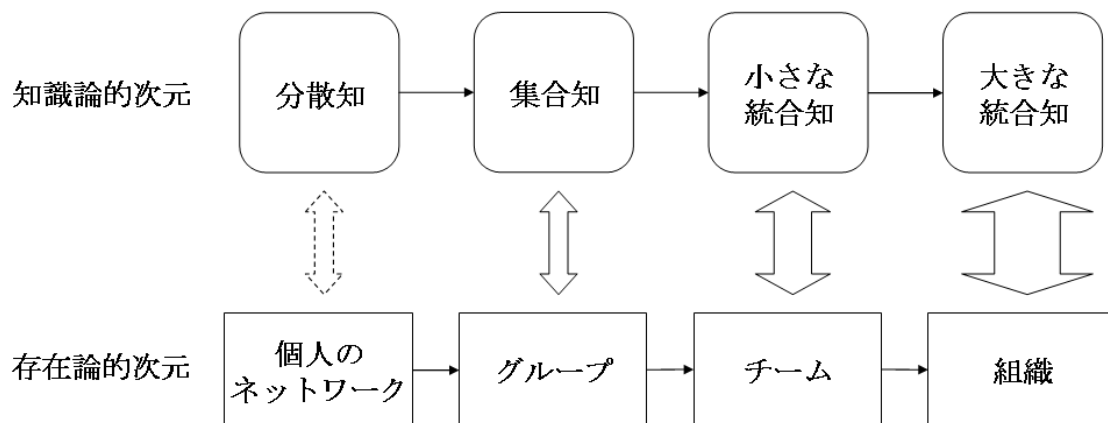 知識論的次元
分散知
集合知
小さな
統合知
大きな
統合知
存在論的次元
個人の
ネットワーク
グループ
チーム
組織